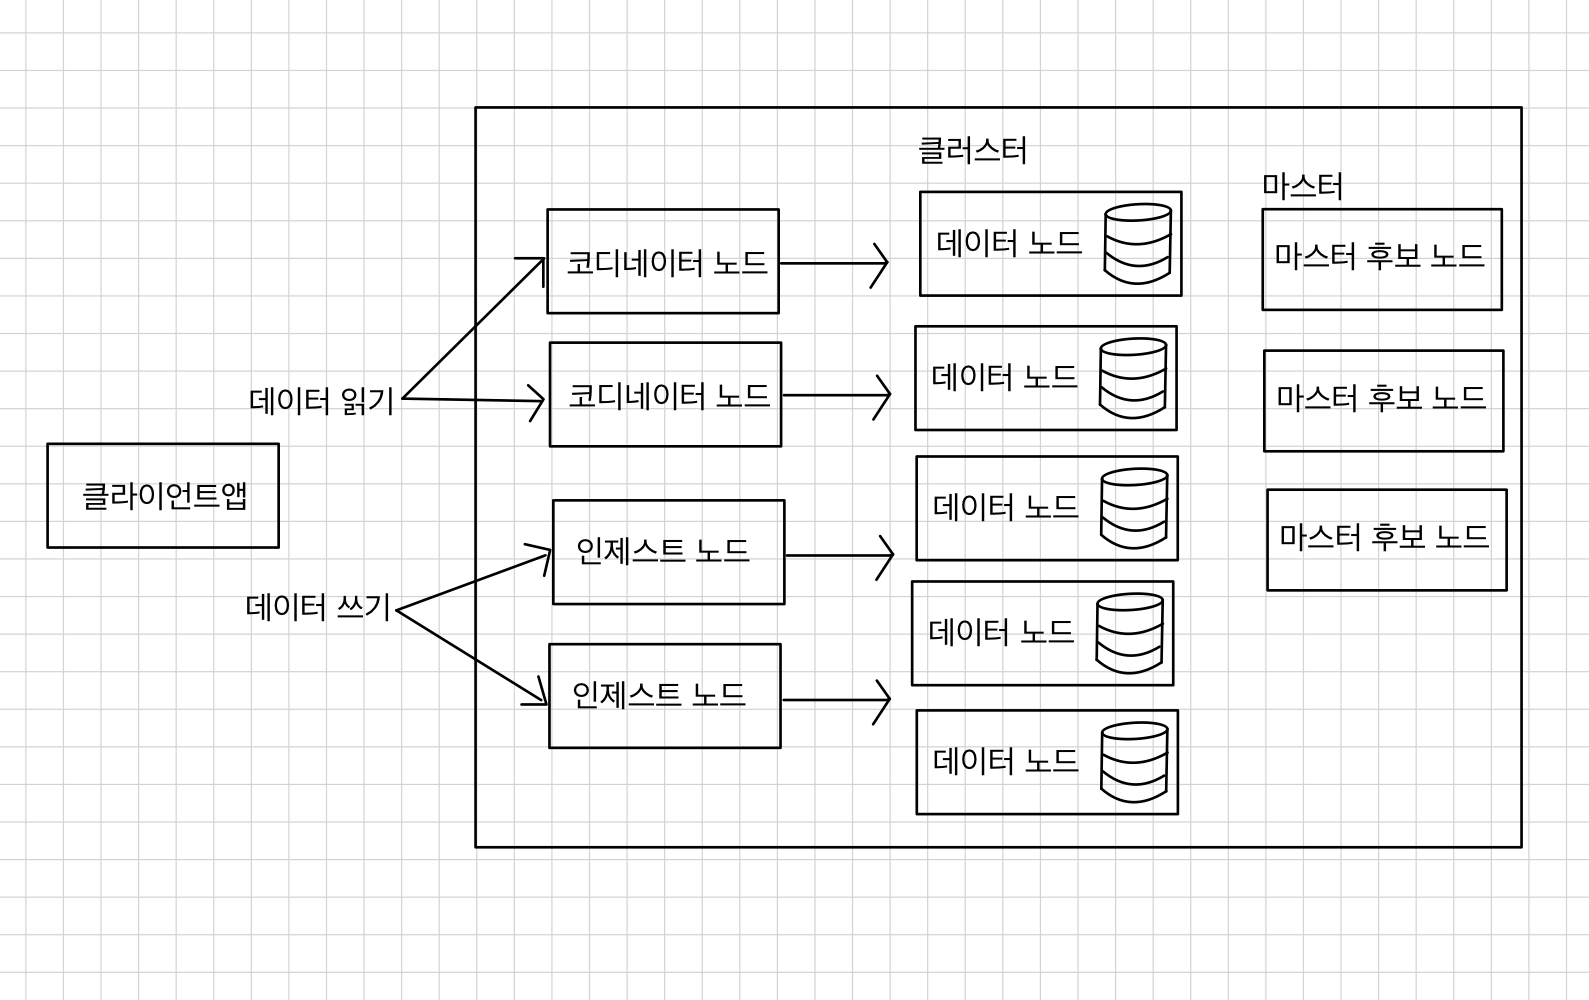 클러스터
마스터
코디네이터 노드
데이터 노드
마스터 후보 노드
데이터 읽기
코디네이터 노드
데이터 노드
마스터 후보 노드
클라이언트앱
데이터 쓰기
인제스트 노드
데이터 노드
마스터 후보 노드
인제스트 노드
데이터 노드
데이터 노드